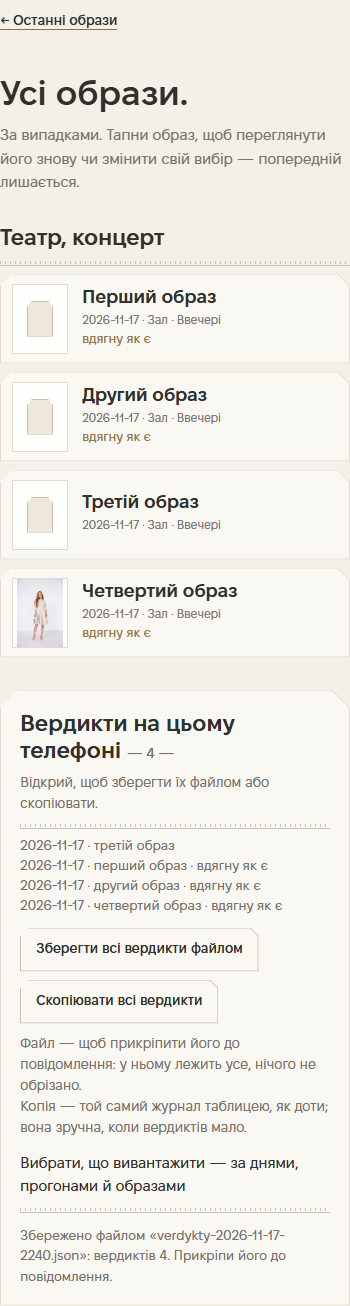 ← Останні образи
Усі образи.
За випадками. Тапни образ, щоб переглянути
його знову чи змінити свій вибір — попередній
лишається.
Театр, концерт
Перший образ
2026-11-17 · Зал · Ввечері
вдягну як є
Другий образ
2026-11-17 · Зал · Ввечері
вдягну як є
Третій образ
2026-11-17 · Зал · Ввечері
Четвертий образ
2026-11-17 · Зал · Ввечері
вдягну як є
Вердикти на цьому
телефоні — 4 —
Відкрий, щоб зберегти їх файлом або
скопіювати.
2026-11-17 · третій образ
2026-11-17 · перший образ · вдягну як є
2026-11-17 · другий образ · вдягну як є
2026-11-17 · четвертий образ · вдягну як є
Зберегти всі вердикти файлом
Скопіювати всі вердикти
Файл — щоб прикріпити його до
повідомлення: у ньому лежить усе, нічого не
обрізано.
Копія — той самий журнал таблицею, як доти;
вона зручна, коли вердиктів мало.
Вибрати, що вивантажити — за днями,
прогонами й образами
Збережено файлом «verdykty-2026-11-17-
2240.json»: вердиктів 4. Прикріпи його до
повідомлення.